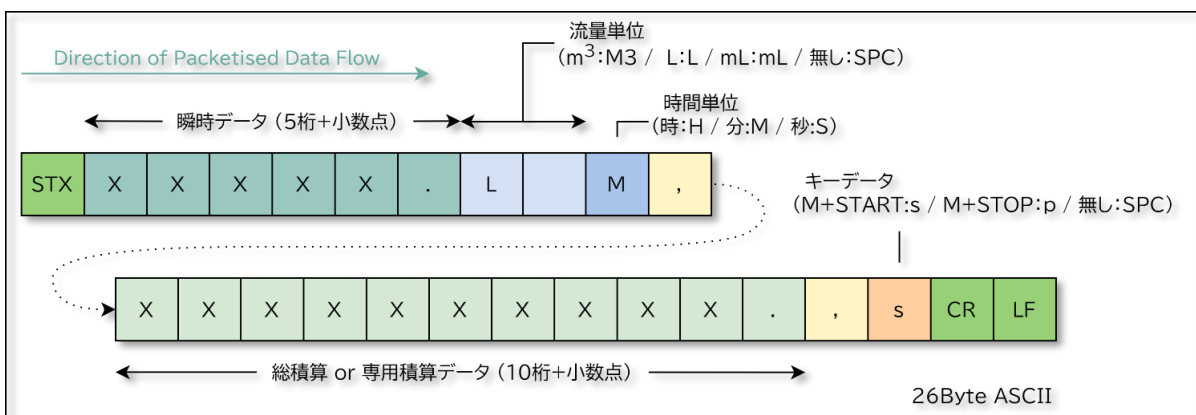 流量単位
(m³:M3 / L:L / mL:mL / 無し:SPC)
Direction of Packetised Data Flow
時間単位
(時:H / 分:M / 秒:S)
瞬時データ (5桁+小数点)
STX X X X X X . L M ,
キーデータ
(M+START:s / M+STOP:p / 無し:SPC)
X X X X X X X X X X . , s CR LF
総積算 or 専用積算データ (10桁+小数点)
26Byte ASCII